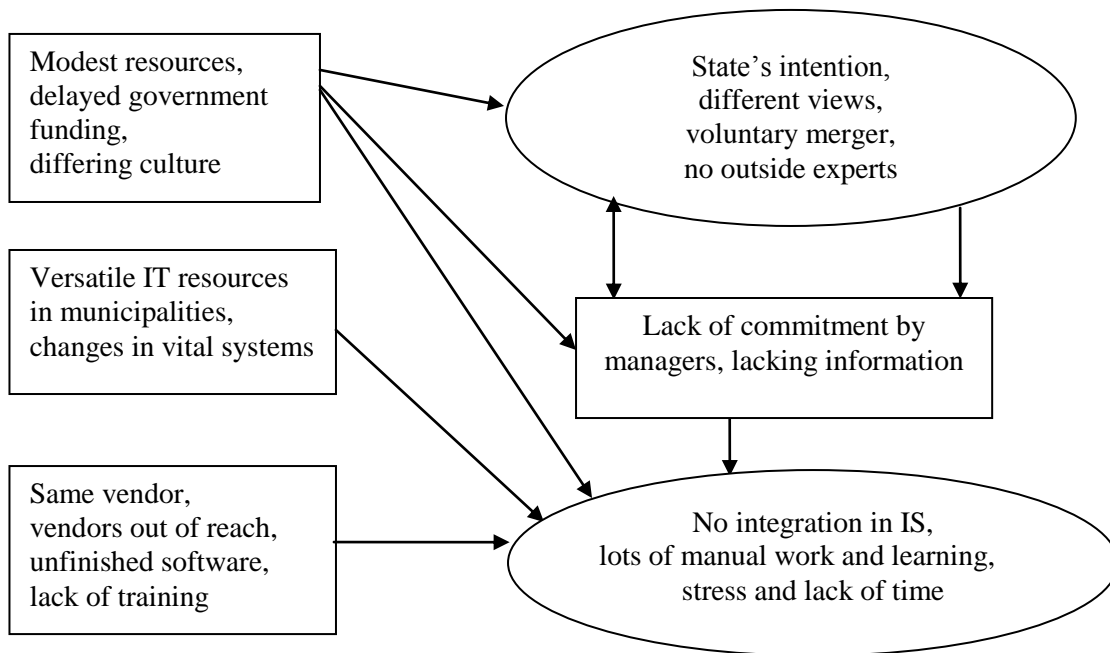 Modest resources,
delayed government
funding,
differing culture
State’s intention,
different views,
voluntary merger,
no outside experts
Versatile IT resources
in municipalities,
changes in vital systems
Lack of commitment by
managers, lacking information
Same vendor,
vendors out of reach,
unfinished software,
lack of training
No integration in IS,
lots of manual work and learning,
stress and lack of time